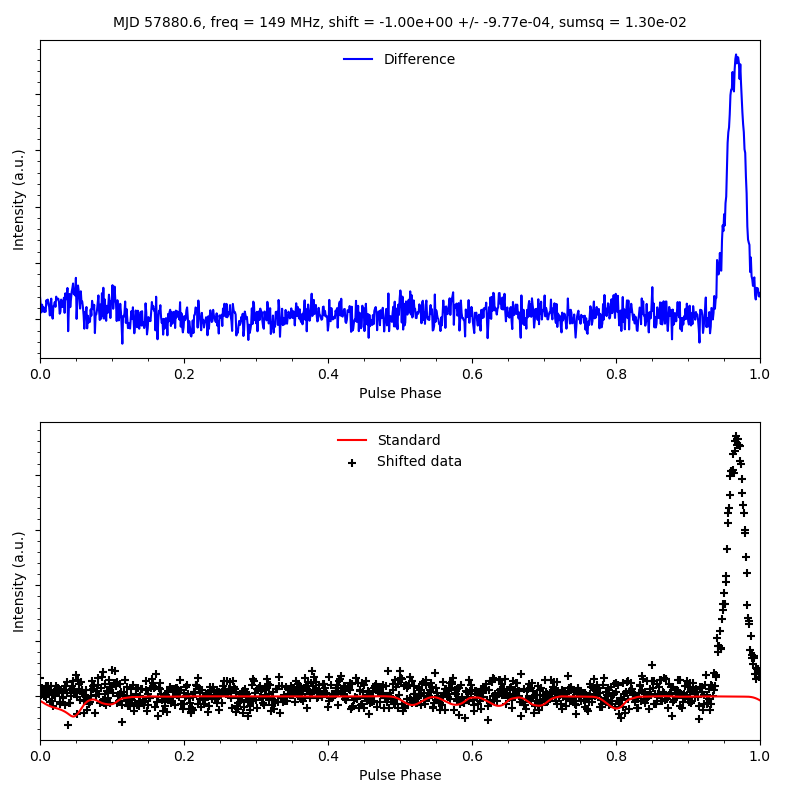 MJD 57880.6, freq = 149 MHz, shift = -1.00e+00 +/- -9.77e-04, sumsq = 1.30e-02
Difference
Intensity (a.u.)
0.0 0.2 0.4 0.6 0.8 1.0
Pulse Phase
Standard
Shifted data
Intensity (a.u.)
0.0 0.2 0.4 0.6 0.8 1.0
Pulse Phase